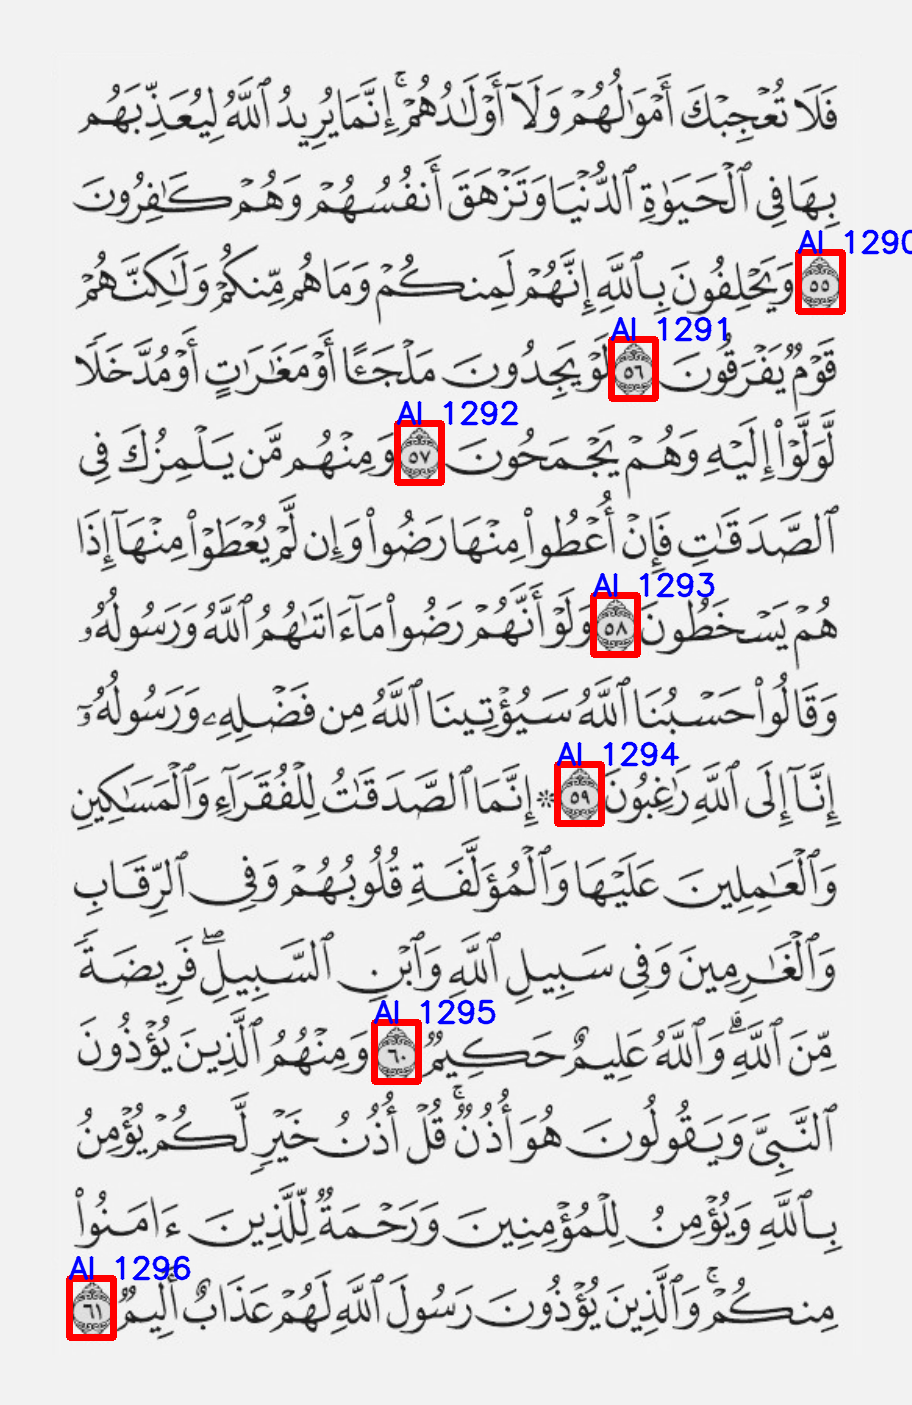 فَلَا تُعْجِبْكَ أَمْوَٰلُهُمْ وَلَآ أَوْلَـٰدُهُمْ ۚ إِنَّمَا يُرِيدُ ٱللَّهُ لِيُعَذِّبَهُم
بِهَا فِى ٱلْحَيَوٰةِ ٱلدُّنْيَا وَتَزْهَقَ أَنفُسُهُمْ وَهُمْ كَـٰفِرُونَ
AI 1290
٥٥ وَيَحْلِفُونَ بِٱللَّهِ إِنَّهُمْ لَمِنكُمْ وَمَا هُم مِّنكُمْ وَلَـٰكِنَّهُمْ
AI 1291
قَوْمٌ يَفْرَقُونَ ٥٦ لَوْ يَجِدُونَ مَلْجَـًٔا أَوْ مَغَـٰرَٰتٍ أَوْ مُدَّخَلًا
AI 1292
لَّوَلَّوْا۟ إِلَيْهِ وَهُمْ يَجْمَحُونَ ٥٧ وَمِنْهُم مَّن يَلْمِزُكَ فِى
ٱلصَّدَقَـٰتِ فَإِنْ أُعْطُوا۟ مِنْهَا رَضُوا۟ وَإِن لَّمْ يُعْطَوْا۟ مِنْهَآ إِذَا
AI 1293
هُمْ يَسْخَطُونَ ٥٨ وَلَوْ أَنَّهُمْ رَضُوا۟ مَآ ءَاتَىٰهُمُ ٱللَّهُ وَرَسُولُهُۥ
وَقَالُوا۟ حَسْبُنَا ٱللَّهُ سَيُؤْتِينَا ٱللَّهُ مِن فَضْلِهِۦ وَرَسُولُهُۥٓ
AI 1294
إِنَّآ إِلَى ٱللَّهِ رَٰغِبُونَ ٥٩ ۞ إِنَّمَا ٱلصَّدَقَـٰتُ لِلْفُقَرَآءِ وَٱلْمَسَـٰكِينِ
وَٱلْعَـٰمِلِينَ عَلَيْهَا وَٱلْمُؤَلَّفَةِ قُلُوبُهُمْ وَفِى ٱلرِّقَابِ
وَٱلْغَـٰرِمِينَ وَفِى سَبِيلِ ٱللَّهِ وَٱبْنِ ٱلسَّبِيلِ ۖ فَرِيضَةً
AI 1295
مِّنَ ٱللَّهِ ۗ وَٱللَّهُ عَلِيمٌ حَكِيمٌ ٦٠ وَمِنْهُمُ ٱلَّذِينَ يُؤْذُونَ
ٱلنَّبِىَّ وَيَقُولُونَ هُوَ أُذُنٌ ۚ قُلْ أُذُنُ خَيْرٍ لَّكُمْ يُؤْمِنُ
بِٱللَّهِ وَيُؤْمِنُ لِلْمُؤْمِنِينَ وَرَحْمَةٌ لِّلَّذِينَ ءَامَنُوا۟
AI 1296
مِنكُمْ ۚ وَٱلَّذِينَ يُؤْذُونَ رَسُولَ ٱللَّهِ لَهُمْ عَذَابٌ أَلِيمٌ ٦١